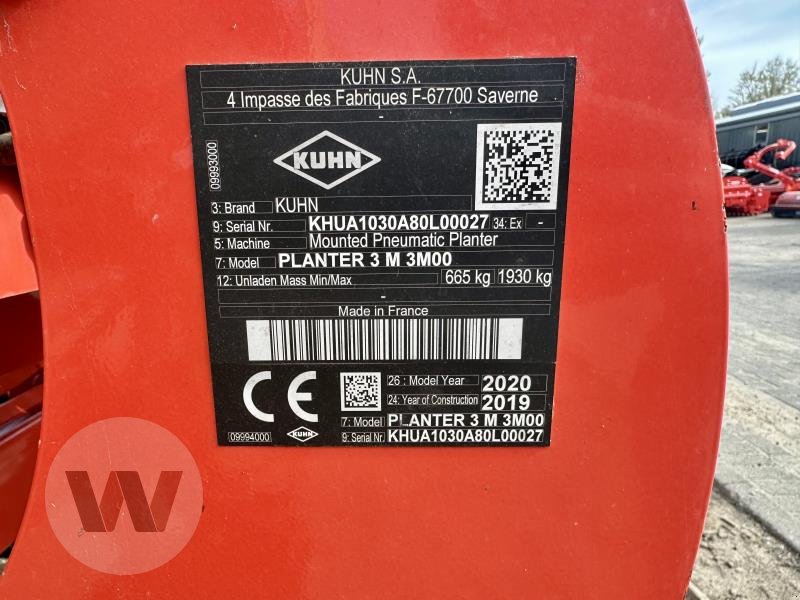 KUHN S.A.
4 Impasse des Fabriques F-67700 Saverne
-
09993000
KUHN
3: Brand KUHN
9: Serial Nr. KHUA1030A80L00027 34: Ex -
5: Machine Mounted Pneumatic Planter
7: Model PLANTER 3 M 3M00
12: Unladen Mass Min/Max 665 kg 1930 kg
-
Made in France
CE
26 : Model Year 2020
24: Year of Construction 2019
7: Model PLANTER 3 M 3M00
09994000 KUHN 9: Serial Nr. KHUA1030A80L00027
W